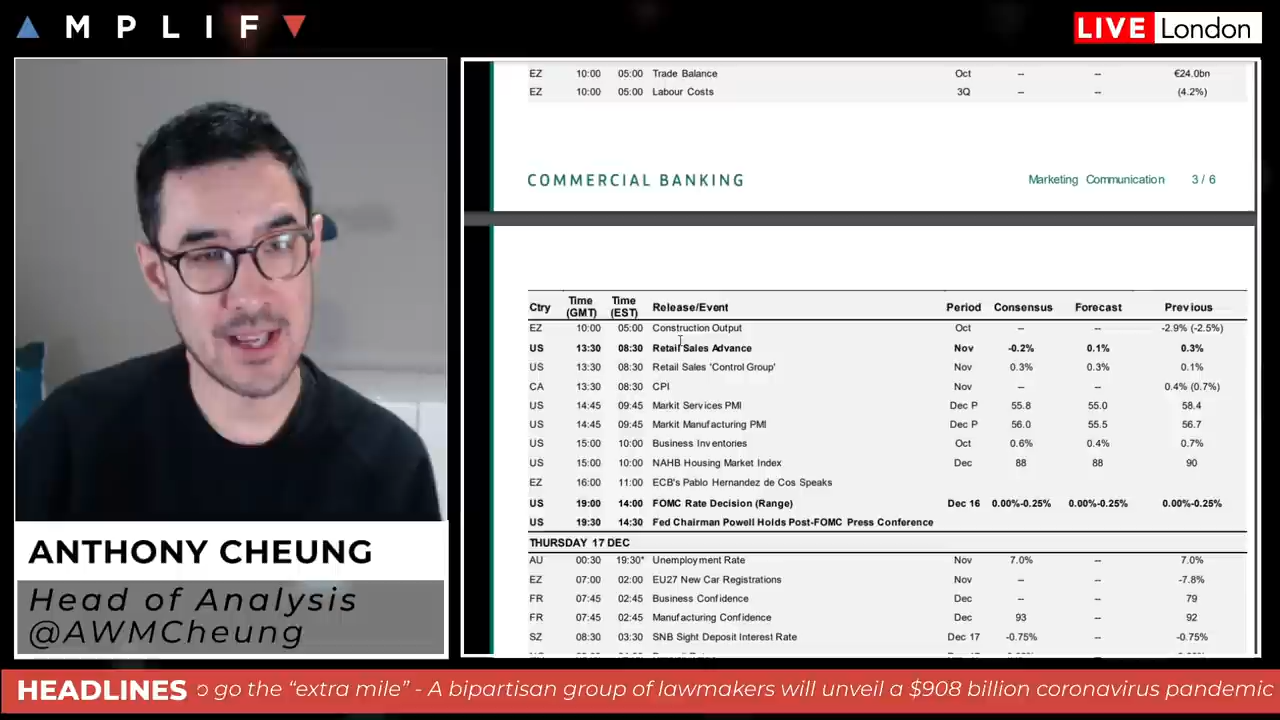 AMPLIFY
LIVE London
EZ 10:00 05:00 Trade Balance Oct -- -- €24.0bn
EZ 10:00 05:00 Labour Costs 3Q -- -- (4.2%)
COMMERCIAL BANKING
Marketing Communication 3 / 6
Ctry Time (GMT) Time (EST) Release/Event Period Consensus Forecast Previous
EZ 10:00 05:00 Construction Output Oct -- -- -2.9% (-2.5%)
US 13:30 08:30 Retail Sales Advance Nov -0.2% 0.1% 0.3%
US 13:30 08:30 Retail Sales 'Control Group' Nov 0.3% 0.3% 0.1%
CA 13:30 08:30 CPI Nov -- -- 0.4% (0.7%)
US 14:45 09:45 Markit Services PMI Dec P 55.8 55.0 58.4
US 14:45 09:45 Markit Manufacturing PMI Dec P 56.0 55.5 56.7
US 15:00 10:00 Business Inventories Oct 0.6% 0.4% 0.7%
US 15:00 10:00 NAHB Housing Market Index Dec 88 88 90
EZ 16:00 11:00 ECB's Pablo Hernandez de Cos Speaks
US 19:00 14:00 FOMC Rate Decision (Range) Dec 16 0.00%-0.25% 0.00%-0.25% 0.00%-0.25%
US 19:30 14:30 Fed Chairman Powell Holds Post-FOMC Press Conference
THURSDAY 17 DEC
AU 00:30 19:30* Unemployment Rate Nov 7.0% -- 7.0%
EZ 07:00 02:00 EU27 New Car Registrations Nov -- -- -7.8%
FR 07:45 02:45 Business Confidence Dec -- -- 79
FR 07:45 02:45 Manufacturing Confidence Dec 93 -- 92
SZ 08:30 03:30 SNB Sight Deposit Interest Rate Dec 17 -0.75% -- -0.75%
ANTHONY CHEUNG
Head of Analysis
@AWMCheung
HEADLINES o go the “extra mile” - A bipartisan group of lawmakers will unveil a $908 billion coronavirus pandemic